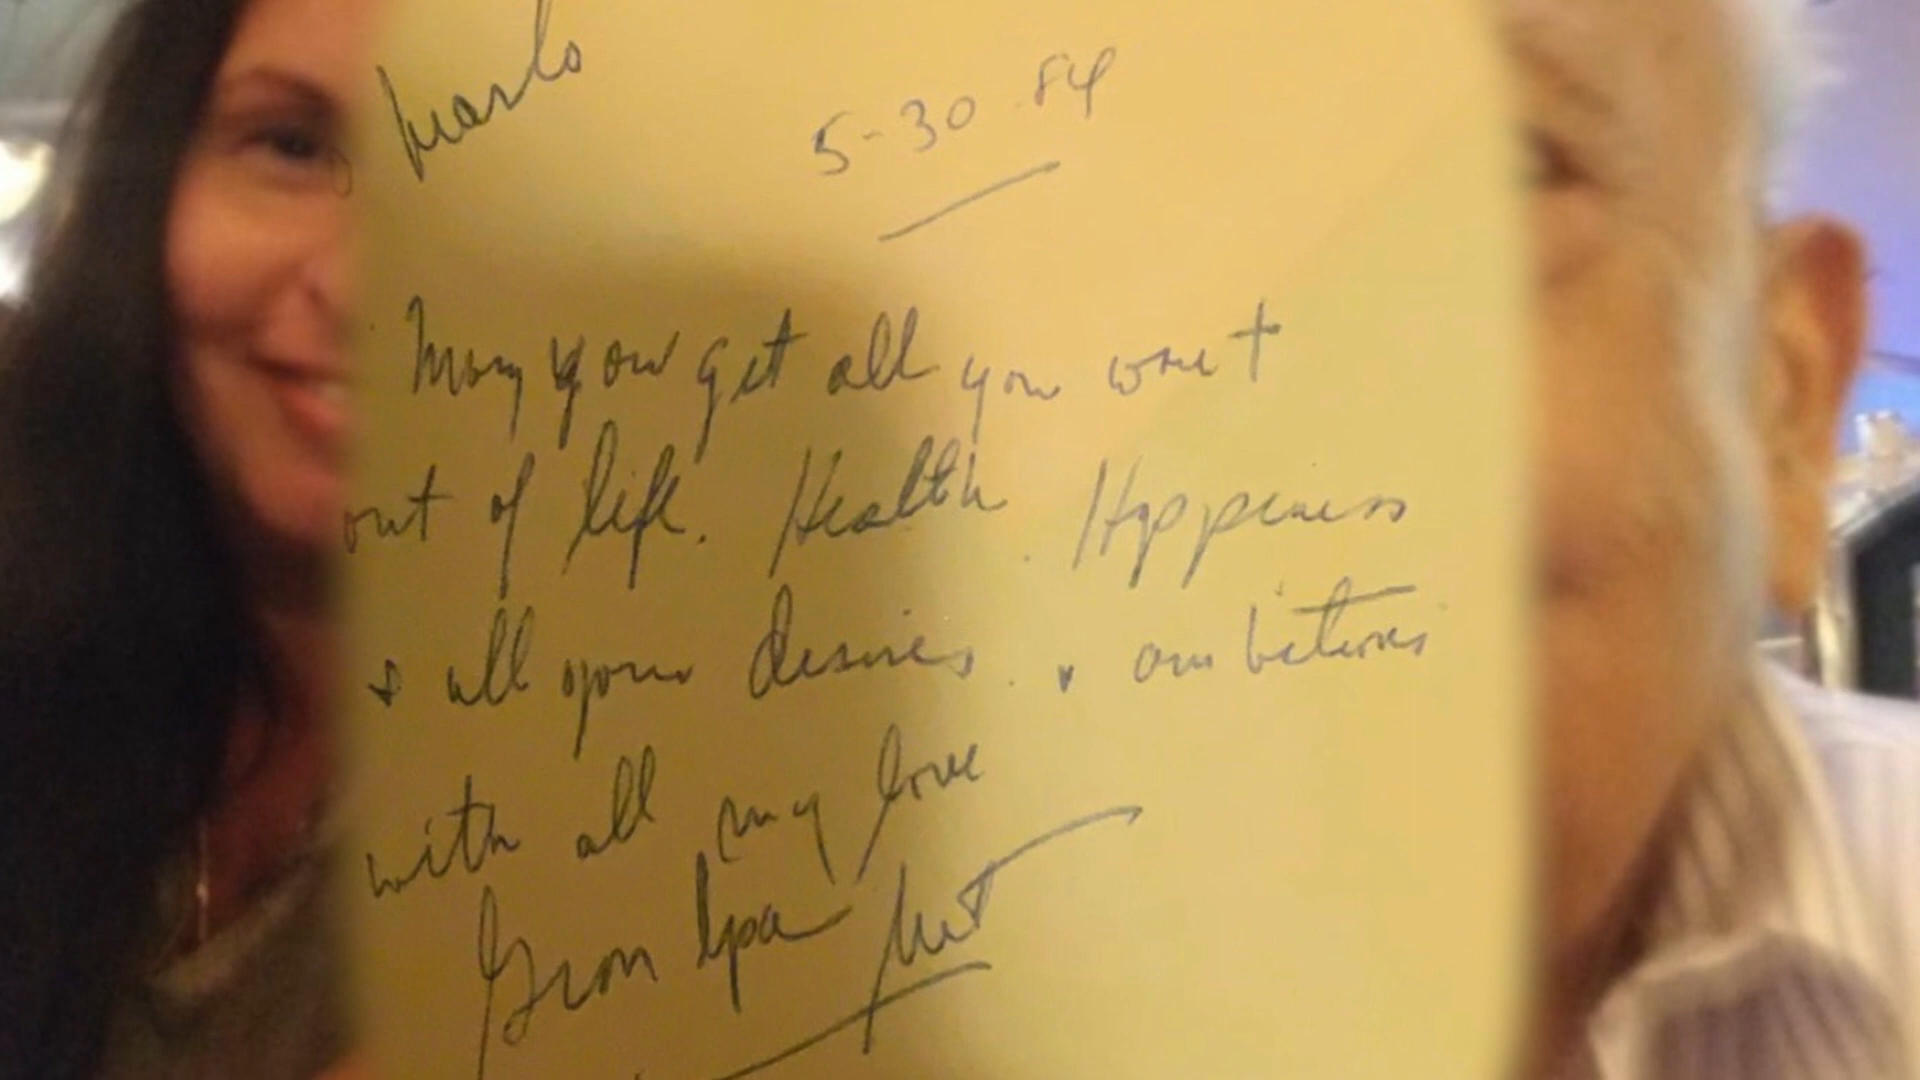 Marlo
5-30-84
May you get all you want
out of life. Health. Happiness
& all your desires. & ambitions
with all my love
Grandpa